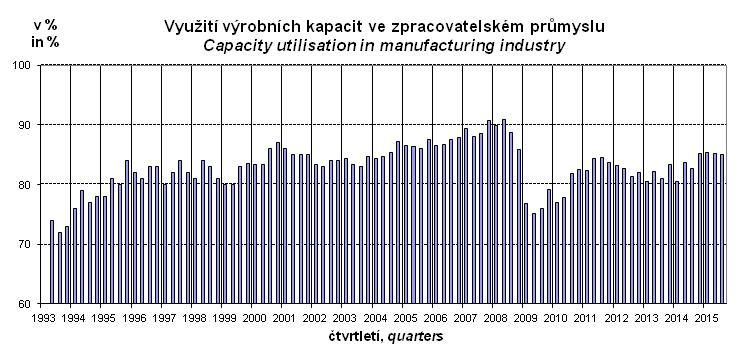 v %
in %
Využití výrobních kapacit ve zpracovatelském průmyslu
Capacity utilisation in manufacturing industry
100
90
80
70
60
1993 1994 1995 1996 1997 1998 1999 2000 2001 2002 2003 2004 2005 2006 2007 2008 2009 2010 2011 2012 2013 2014 2015
čtvrtletí, quarters